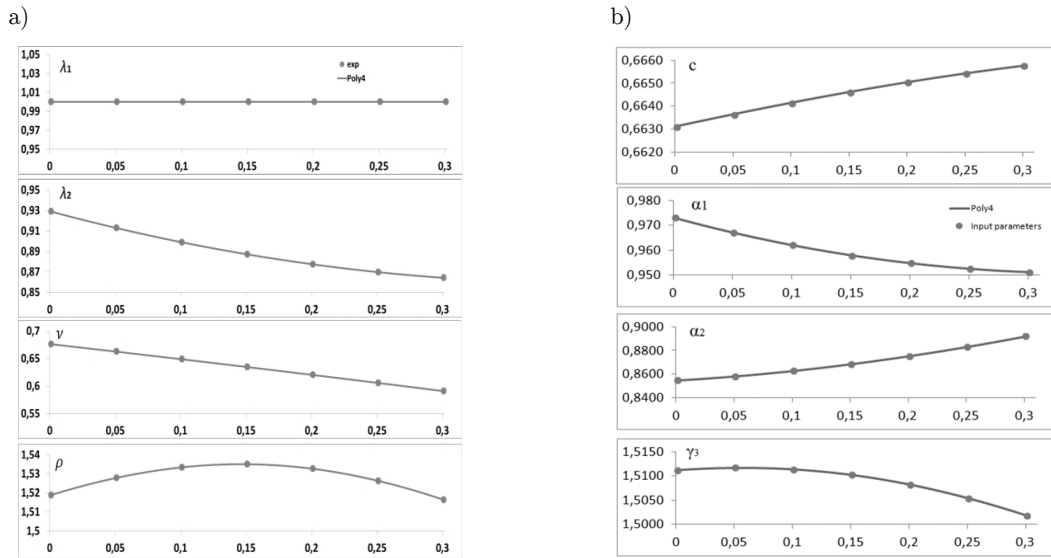 a)
1,05
1,03
1,01
0,99
0,97
0,95
λ1
exp
Poly4
0 0,05 0,1 0,15 0,2 0,25 0,3
0,95
0,93
0,91
0,89
0,87
0,85
λ2
0 0,05 0,1 0,15 0,2 0,25 0,3
0,7
0,65
0,6
0,55
ν
0 0,05 0,1 0,15 0,2 0,25 0,3
1,54
1,53
1,52
1,51
1,5
ρ
0 0,05 0,1 0,15 0,2 0,25 0,3
b)
0,6660
0,6650
0,6640
0,6630
0,6620
c
0 0,05 0,1 0,15 0,2 0,25 0,3
0,980
0,970
0,960
0,950
α1
Poly4
Input parameters
0 0,05 0,1 0,15 0,2 0,25 0,3
0,9000
0,8800
0,8600
0,8400
α2
0 0,05 0,1 0,15 0,2 0,25 0,3
1,5150
1,5100
1,5050
1,5000
γ3
0 0,05 0,1 0,15 0,2 0,25 0,3